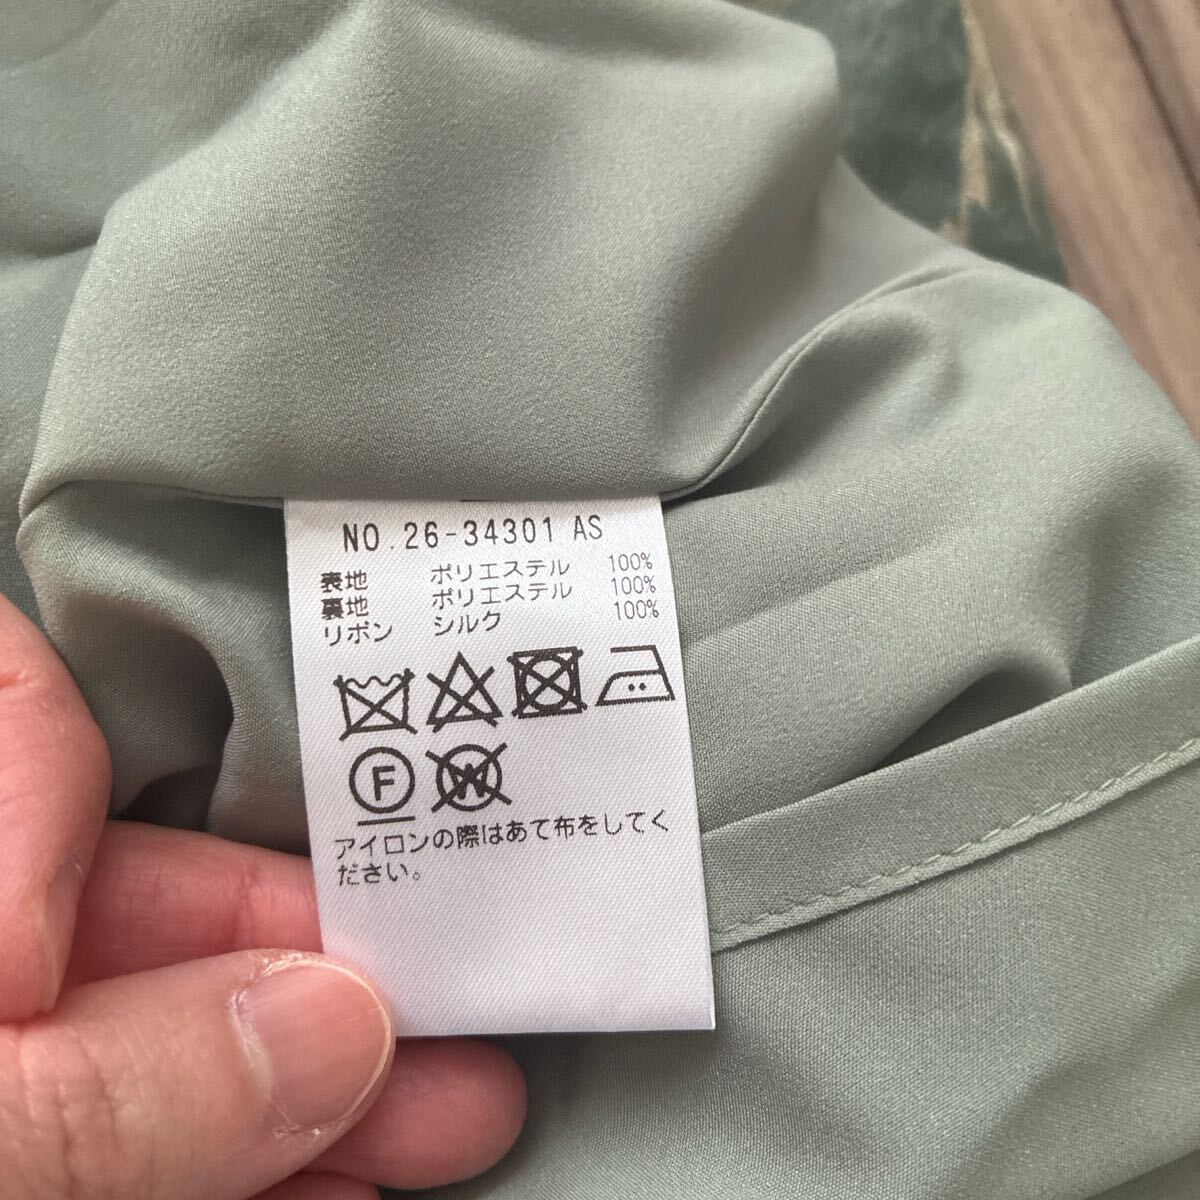 NO.26-34301 AS
表地 ポリエステル 100%
裏地 ポリエステル 100%
リボン シルク 100%
F W
アイロンの際はあて布をしてく
ださい。